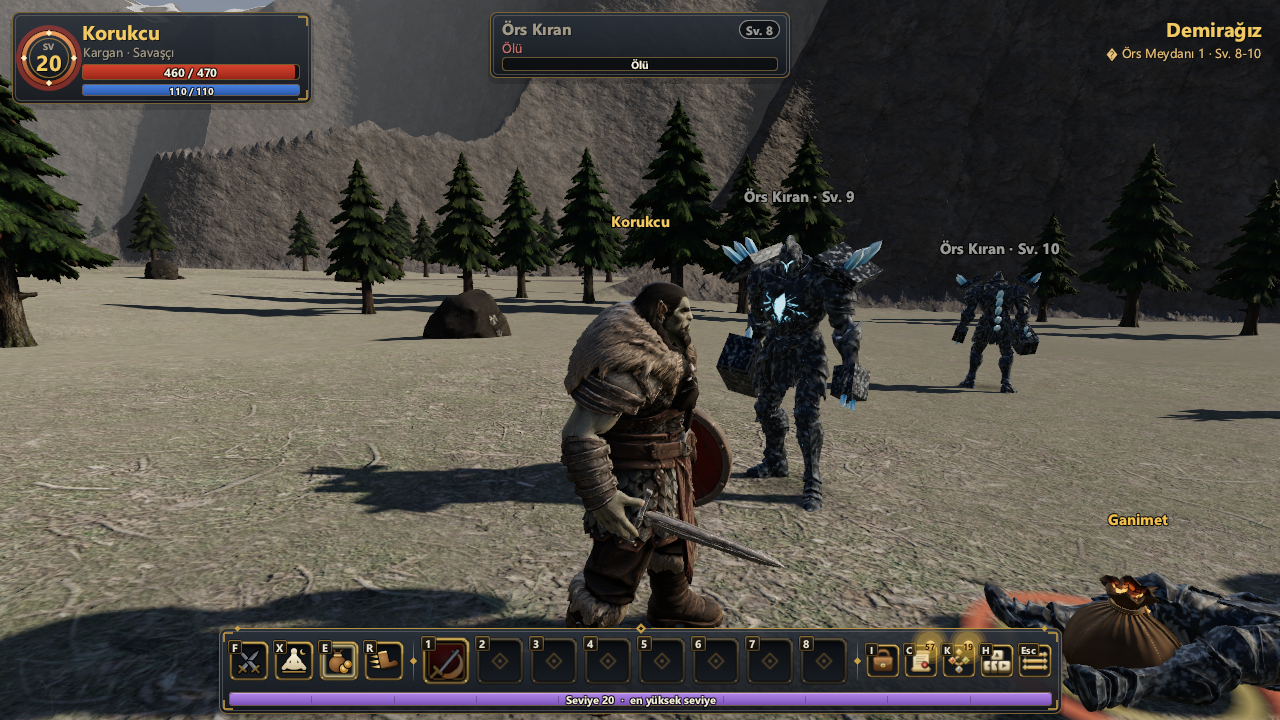 SV
20
Korukcu
Kargan · Savaşçı
460 / 470
110 / 110
Örs Kıran
Sv. 8
Ölü
Ölü
Demirağız
Örs Meydanı 1 · Sv. 8-10
Örs Kıran · Sv. 9
Korukcu
Örs Kıran · Sv. 10
Ganimet
F
X
E
R
1
2
3
4
5
6
7
8
I
C
57
K
19
H
Esc
Seviye 20 · en yüksek seviye